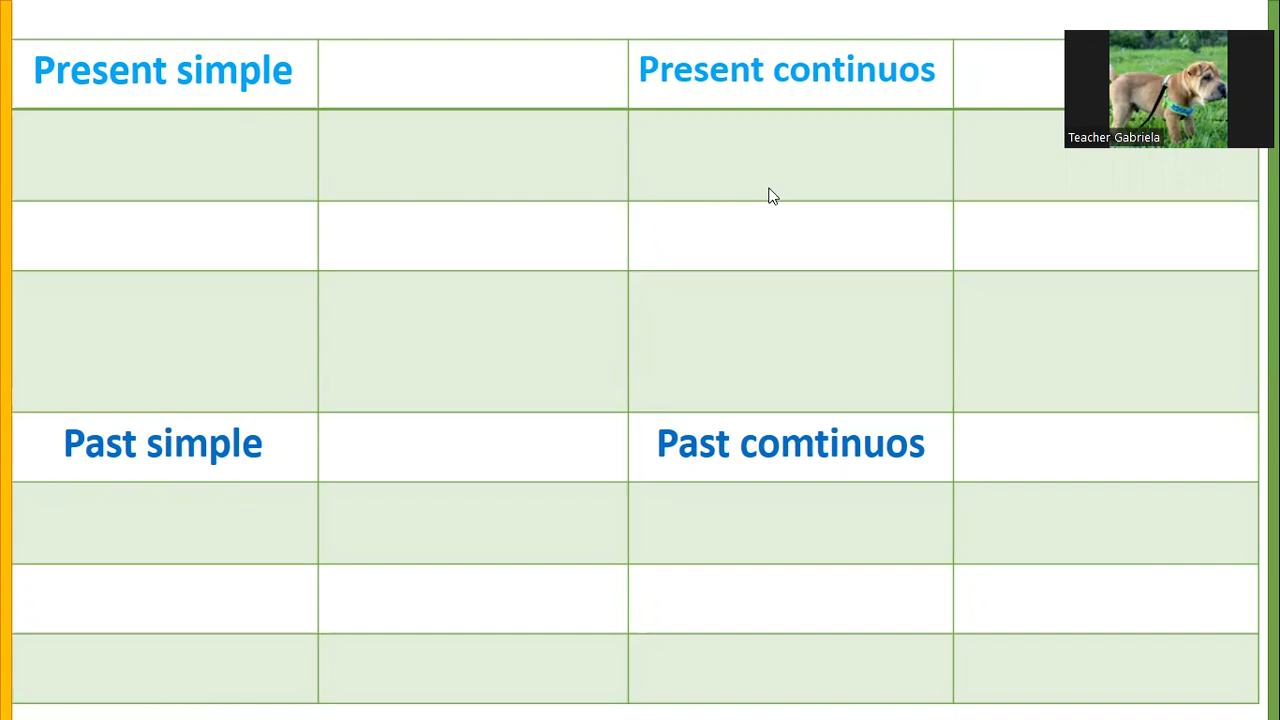 Present simple
Present continuos
Teacher Gabriela
Past simple
Past comtinuos